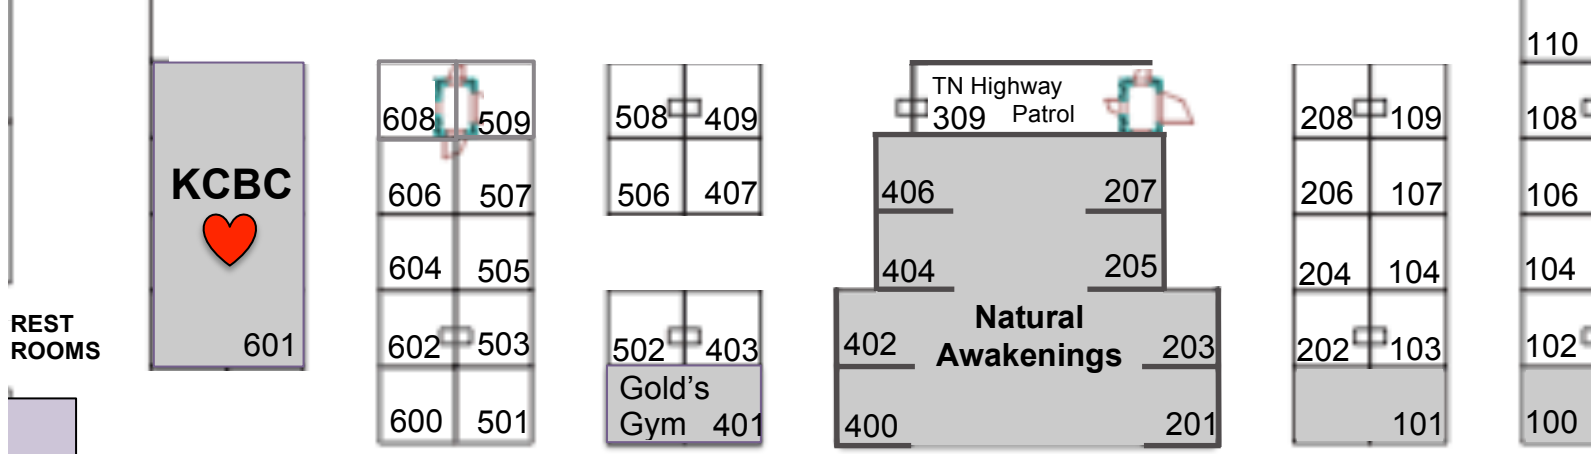 REST
ROOMS
KCBC
601
608 509
606 507
604 505
602 503
600 501
508 409
506 407
502 403
Gold's
Gym 401
TN Highway
309 Patrol
406 207
404 205
Natural
402 Awakenings 203
400 201
208 109
206 107
204 104
202 103
101
110
108
106
104
102
100